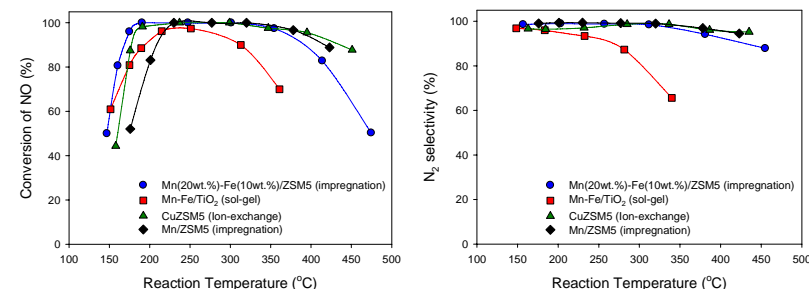 100
80
60
40
20
0
Conversion of NO (%)
Mn(20wt.%)-Fe(10wt.%)/ZSM5 (impregnation)
Mn-Fe/TiO2 (sol-gel)
CuZSM5 (Ion-exchange)
Mn/ZSM5 (impregnation)
100 150 200 250 300 350 400 450 500
Reaction Temperature (oC)
100
80
60
40
20
0
N2 selectivity (%)
Mn(20wt.%)-Fe(10wt.%)/ZSM5 (impregnation)
Mn-Fe/TiO2 (sol-gel)
CuZSM5 (Ion-exchange)
Mn/ZSM5 (impregnation)
100 150 200 250 300 350 400 450 500
Reaction Temperature (oC)